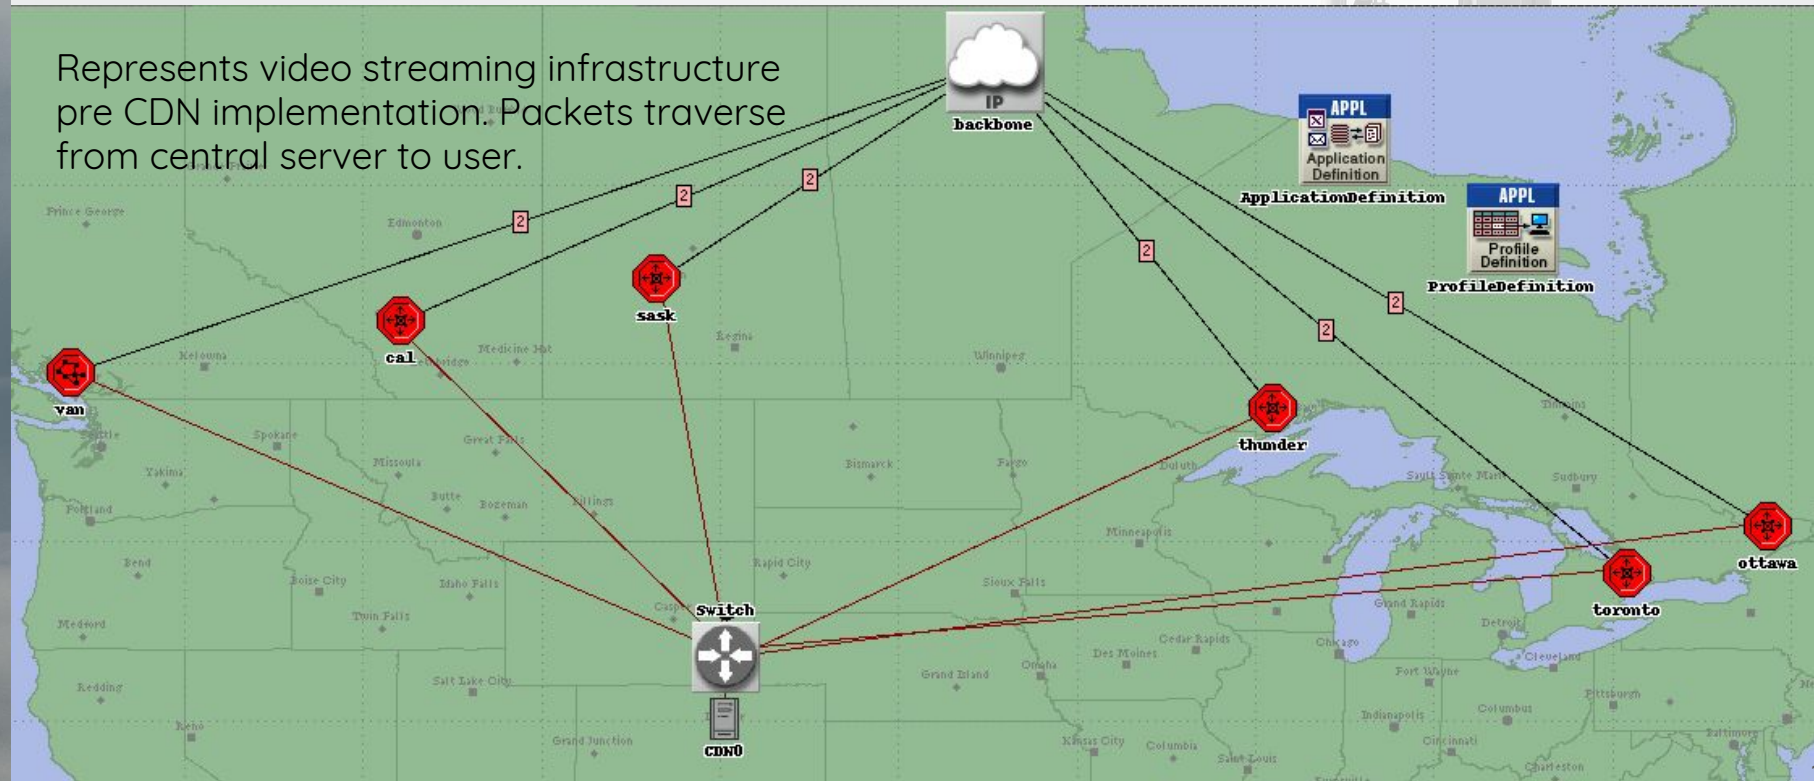 Represents video streaming infrastructure
pre CDN implementation. Packets traverse
from central server to user.
IP
backbone
APPL
Application
Definition
ApplicationDefinition
APPL
Profiile
Definition
ProfileDefinition
2
2
2
2
2
2
Prince George
Edmonton
sask
cal
Medicine Hat
Regina
Winnipeg
Kelowna
van
Timmins
thunder
Seattle
Spokane
Great Falls
Missoula
Yakima
Bismarck
Fargo
Duluth
Sault Sainte Marie
Sudbury
Butte
Bozeman
Billings
Portland
Minneapolis
ottawa
Bend
Boise City
Idaho Falls
Rapid City
Sioux Falls
toronto
Switch
Casper
Twin Falls
Grand Rapids
Medford
Detroit
Cedar Rapids
Chicago
Des Moines
Cleveland
Redding
Salt Lake City
Grand Island
Omaha
Fort Wayne
Pittsburgh
Reno
CDN0
Grand Junction
Columbus
Indianapolis
Kansas City
Columbia
Cincinnati
Baltimore
Saint Louis
Charleston